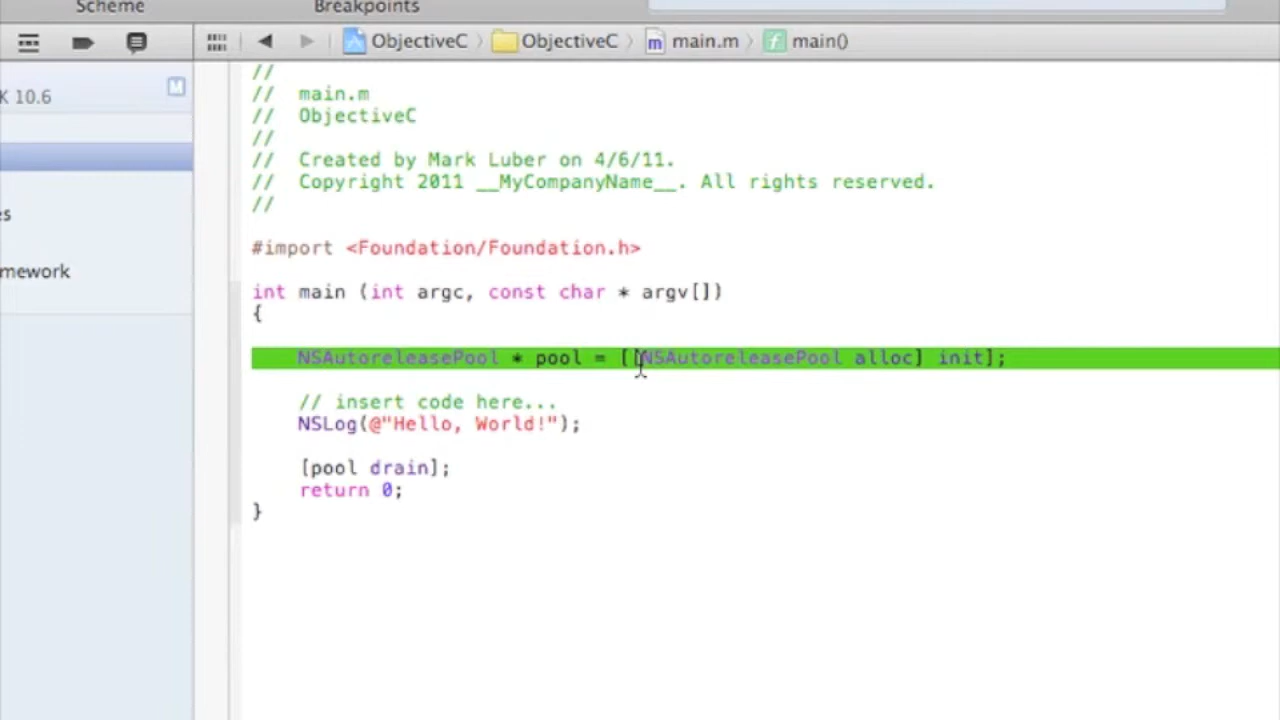 Scheme Breakpoints
ObjectiveC ObjectiveC m main.m f main()
K 10.6 M
es
mework
//
// main.m
// ObjectiveC
//
// Created by Mark Luber on 4/6/11.
// Copyright 2011 __MyCompanyName__. All rights reserved.
//
#import <Foundation/Foundation.h>
int main (int argc, const char * argv[])
{
NSAutoreleasePool * pool = [[NSAutoreleasePool alloc] init];
// insert code here...
NSLog(@"Hello, World!");
[pool drain];
return 0;
}